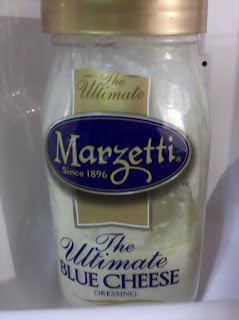 The
Ultimate
Marzetti®
Since 1896
The
Ultimate
BLUE CHEESE
DRESSING